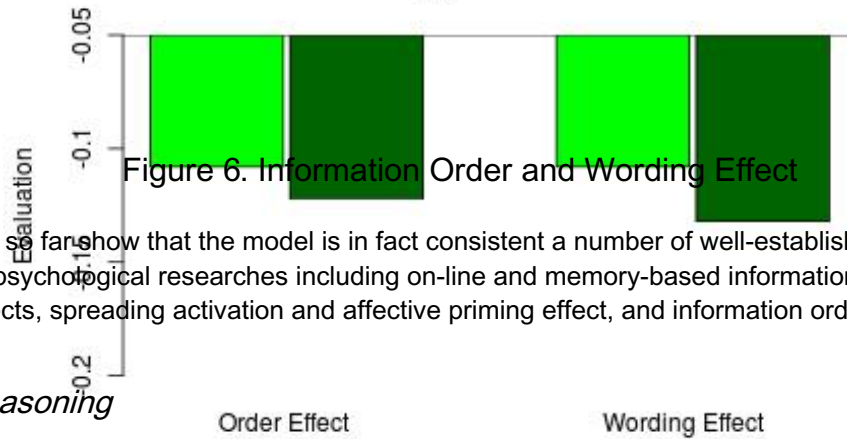 -0.05
-0.1
Figure 6. Information Order and Wording Effect
Evaluation
so far show that the model is in fact consistent a number of well-establis
psychological researches including on-line and memory-based information
cts, spreading activation and affective priming effect, and information ord
-0.2
asoning
Order Effect
Wording Effect